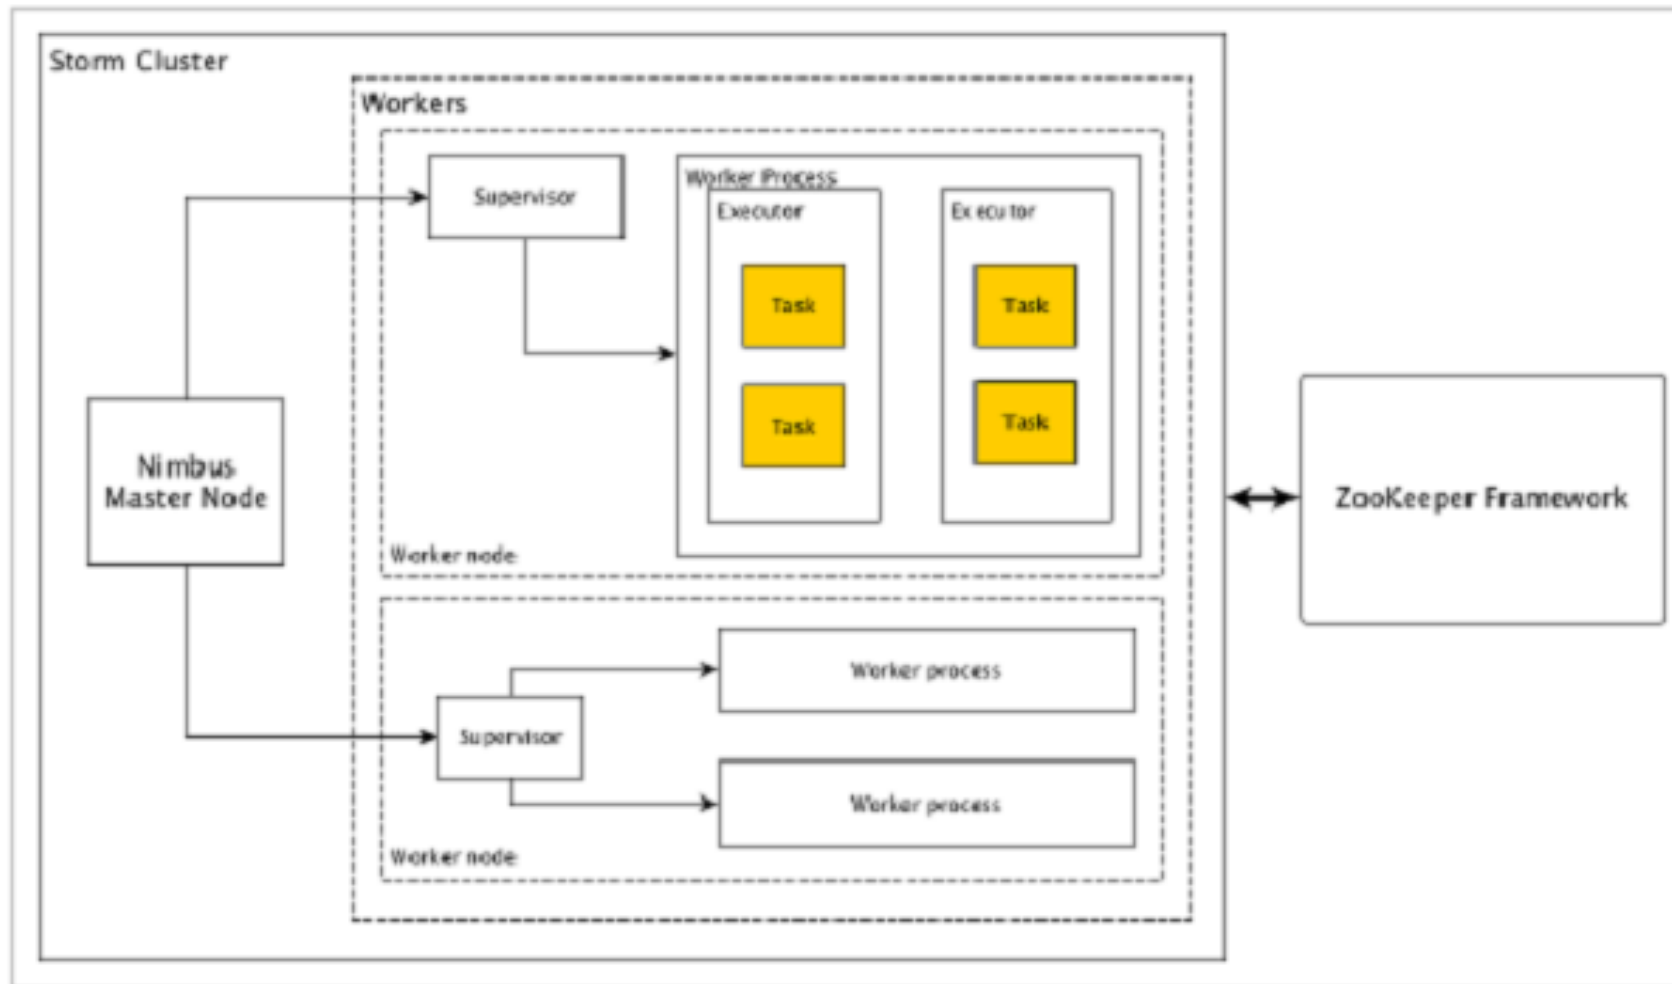 Storm Cluster
Workers
Supervisor
Worker Process
Executor
Executor
Task
Task
Task
Task
Nimbus
Master Node
Worker node
ZooKeeper Framework
Worker process
Supervisor
Worker process
Worker node